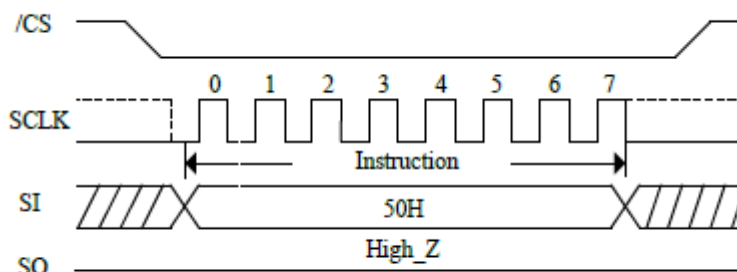 /CS
0 1 2 3 4 5 6 7
SCLK
Instruction
SI
50H
High_Z
SO